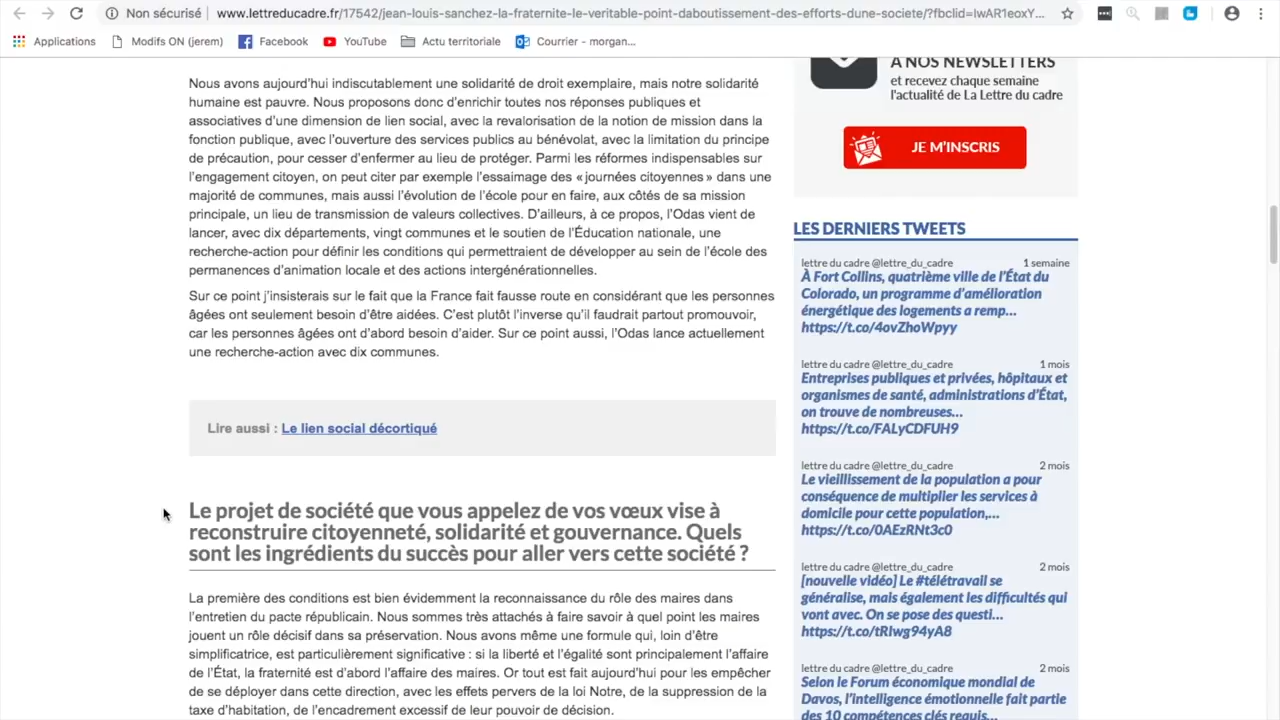 Non sécurisé
www.lettreducadre.fr/17542/jean-louis-sanchez-la-fraternite-le-veritable-point-daboutissement-des-efforts-dune-societe/?fbclid=IwAR1eoxY...
Applications
Modifs ON (jerem)
Facebook
YouTube
Actu territoriale
Courrier - morgan...
Nous avons aujourd’hui indiscutablement une solidarité de droit exemplaire, mais notre solidarité
humaine est pauvre. Nous proposons donc d’enrichir toutes nos réponses publiques et
associatives d’une dimension de lien social, avec la revalorisation de la notion de mission dans la
fonction publique, avec l’ouverture des services publics au bénévolat, avec la limitation du principe
de précaution, pour cesser d’enfermer au lieu de protéger. Parmi les réformes indispensables sur
l’engagement citoyen, on peut citer par exemple l’essaimage des «journées citoyennes» dans une
majorité de communes, mais aussi l’évolution de l’école pour en faire, aux côtés de sa mission
principale, un lieu de transmission de valeurs collectives. D’ailleurs, à ce propos, l’Odas vient de
lancer, avec dix départements, vingt communes et le soutien de l’Éducation nationale, une
recherche-action pour définir les conditions qui permettraient de développer au sein de l’école des
permanences d’animation locale et des actions intergénérationnelles.
Sur ce point j’insisterais sur le fait que la France fait fausse route en considérant que les personnes
âgées ont seulement besoin d’être aidées. C’est plutôt l’inverse qu’il faudrait partout promouvoir,
car les personnes âgées ont d’abord besoin d’aider. Sur ce point aussi, l’Odas lance actuellement
une recherche-action avec dix communes.
Lire aussi : Le lien social décortiqué
Le projet de société que vous appelez de vos vœux vise à
reconstruire citoyenneté, solidarité et gouvernance. Quels
sont les ingrédients du succès pour aller vers cette société ?
La première des conditions est bien évidemment la reconnaissance du rôle des maires dans
l’entretien du pacte républicain. Nous sommes très attachés à faire savoir à quel point les maires
jouent un rôle décisif dans sa préservation. Nous avons même une formule qui, loin d’être
simplificatrice, est particulièrement significative : si la liberté et l’égalité sont principalement l’affaire
de l’État, la fraternité est d’abord l’affaire des maires. Or tout est fait aujourd’hui pour les empêcher
de se déployer dans cette direction, avec les effets pervers de la loi Notre, de la suppression de la
taxe d’habitation, de l’encadrement excessif de leur pouvoir de décision.
À NOS NEWSLETTERS
et recevez chaque semaine
l'actualité de La Lettre du cadre
JE M'INSCRIS
LES DERNIERS TWEETS
lettre du cadre @lettre_du_cadre 1 semaine
À Fort Collins, quatrième ville de l’État du
Colorado, un programme d’amélioration
énergétique des logements a remp...
https://t.co/4ovZhoWpyy
lettre du cadre @lettre_du_cadre 1 mois
Entreprises publiques et privées, hôpitaux et
organismes de santé, administrations d’État,
on trouve de nombreuses...
https://t.co/FALyCDFUH9
lettre du cadre @lettre_du_cadre 2 mois
Le vieillissement de la population a pour
conséquence de multiplier les services à
domicile pour cette population,...
https://t.co/0AEzRNt3c0
lettre du cadre @lettre_du_cadre 2 mois
[nouvelle vidéo] Le #télétravail se
généralise, mais également les difficultés qui
vont avec. On se pose des questi...
https://t.co/tRlwg94yA8
lettre du cadre @lettre_du_cadre 2 mois
Selon le Forum économique mondial de
Davos, l’intelligence émotionnelle fait partie
des 10 compétences clés requis...